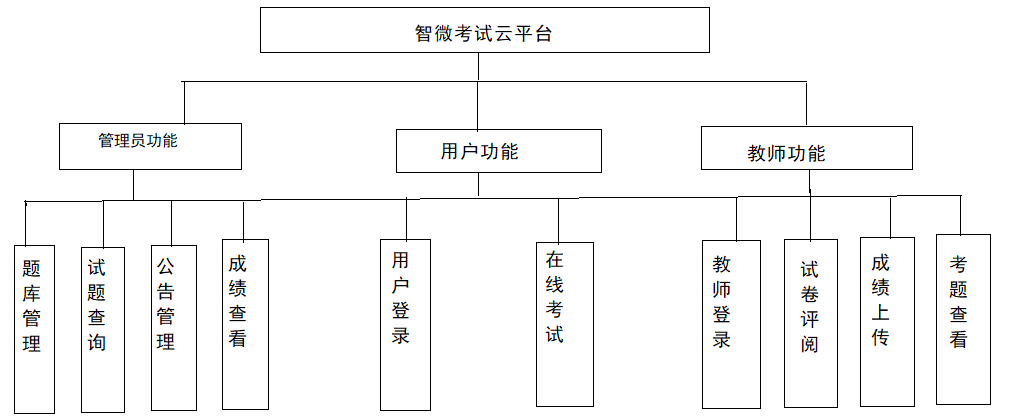 智微考试云平台
管理员功能
用户功能
教师功能
题库管理
试题查询
公告管理
成绩查看
用户登录
在线考试
教师登录
试卷评阅
成绩上传
考题查看